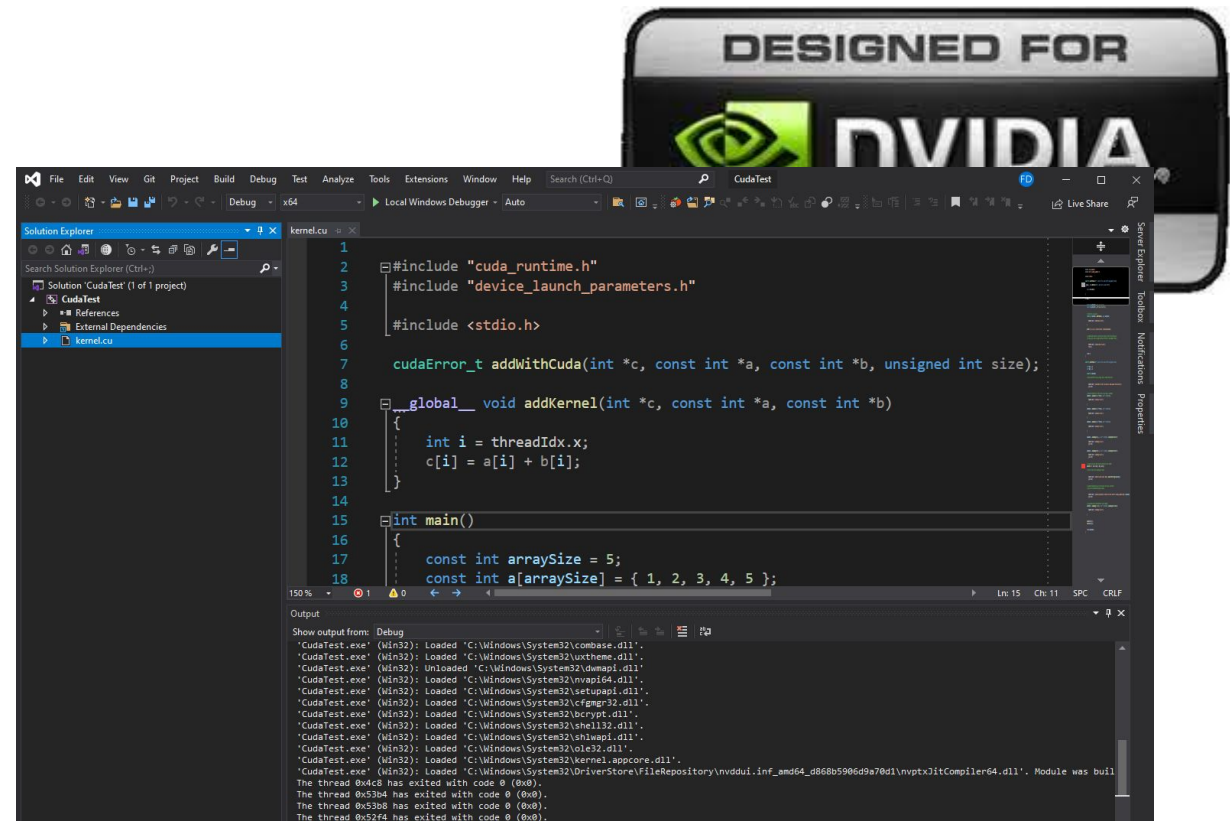 DESIGNED FOR
NVIDIA
File Edit View Git Project Build Debug Test Analyze Tools Extensions Window Help Search (Ctrl+Q) CudaTest FD
Debug x64 Local Windows Debugger Auto Live Share
Solution Explorer
Search Solution Explorer (Ctrl+;)
Solution 'CudaTest' (1 of 1 project)
CudaTest
References
External Dependencies
kernel.cu
kernel.cu
1
2 #include "cuda_runtime.h"
3 #include "device_launch_parameters.h"
4
5 #include <stdio.h>
6
7 cudaError_t addWithCuda(int *c, const int *a, const int *b, unsigned int size);
8
9 __global__ void addKernel(int *c, const int *a, const int *b)
10 {
11 int i = threadIdx.x;
12 c[i] = a[i] + b[i];
13 }
14
15 int main()
16 {
17 const int arraySize = 5;
18 const int a[arraySize] = { 1, 2, 3, 4, 5 };
150 % 1 0 Ln: 15 Ch: 11 SPC CRLF
Server Explorer
Toolbox
Notifications
Properties
Output
Show output from: Debug
'CudaTest.exe' (Win32): Loaded 'C:\Windows\System32\combase.dll'.
'CudaTest.exe' (Win32): Loaded 'C:\Windows\System32\uxtheme.dll'.
'CudaTest.exe' (Win32): Unloaded 'C:\Windows\System32\dwmapi.dll'
'CudaTest.exe' (Win32): Loaded 'C:\Windows\System32\nvapi64.dll'.
'CudaTest.exe' (Win32): Loaded 'C:\Windows\System32\setupapi.dll'.
'CudaTest.exe' (Win32): Loaded 'C:\Windows\System32\cfgmgr32.dll'.
'CudaTest.exe' (Win32): Loaded 'C:\Windows\System32\bcrypt.dll'.
'CudaTest.exe' (Win32): Loaded 'C:\Windows\System32\shell32.dll'.
'CudaTest.exe' (Win32): Loaded 'C:\Windows\System32\shlwapi.dll'.
'CudaTest.exe' (Win32): Loaded 'C:\Windows\System32\ole32.dll'.
'CudaTest.exe' (Win32): Loaded 'C:\Windows\System32\kernel.appcore.dll'.
'CudaTest.exe' (Win32): Loaded 'C:\Windows\System32\DriverStore\FileRepository\nvddui.inf_amd64_d868b5906d9a70d1\nvptxJitCompiler64.dll'. Module was buil
The thread 0x4c8 has exited with code 0 (0x0).
The thread 0x53b4 has exited with code 0 (0x0).
The thread 0x53b8 has exited with code 0 (0x0).
The thread 0x52f4 has exited with code 0 (0x0).